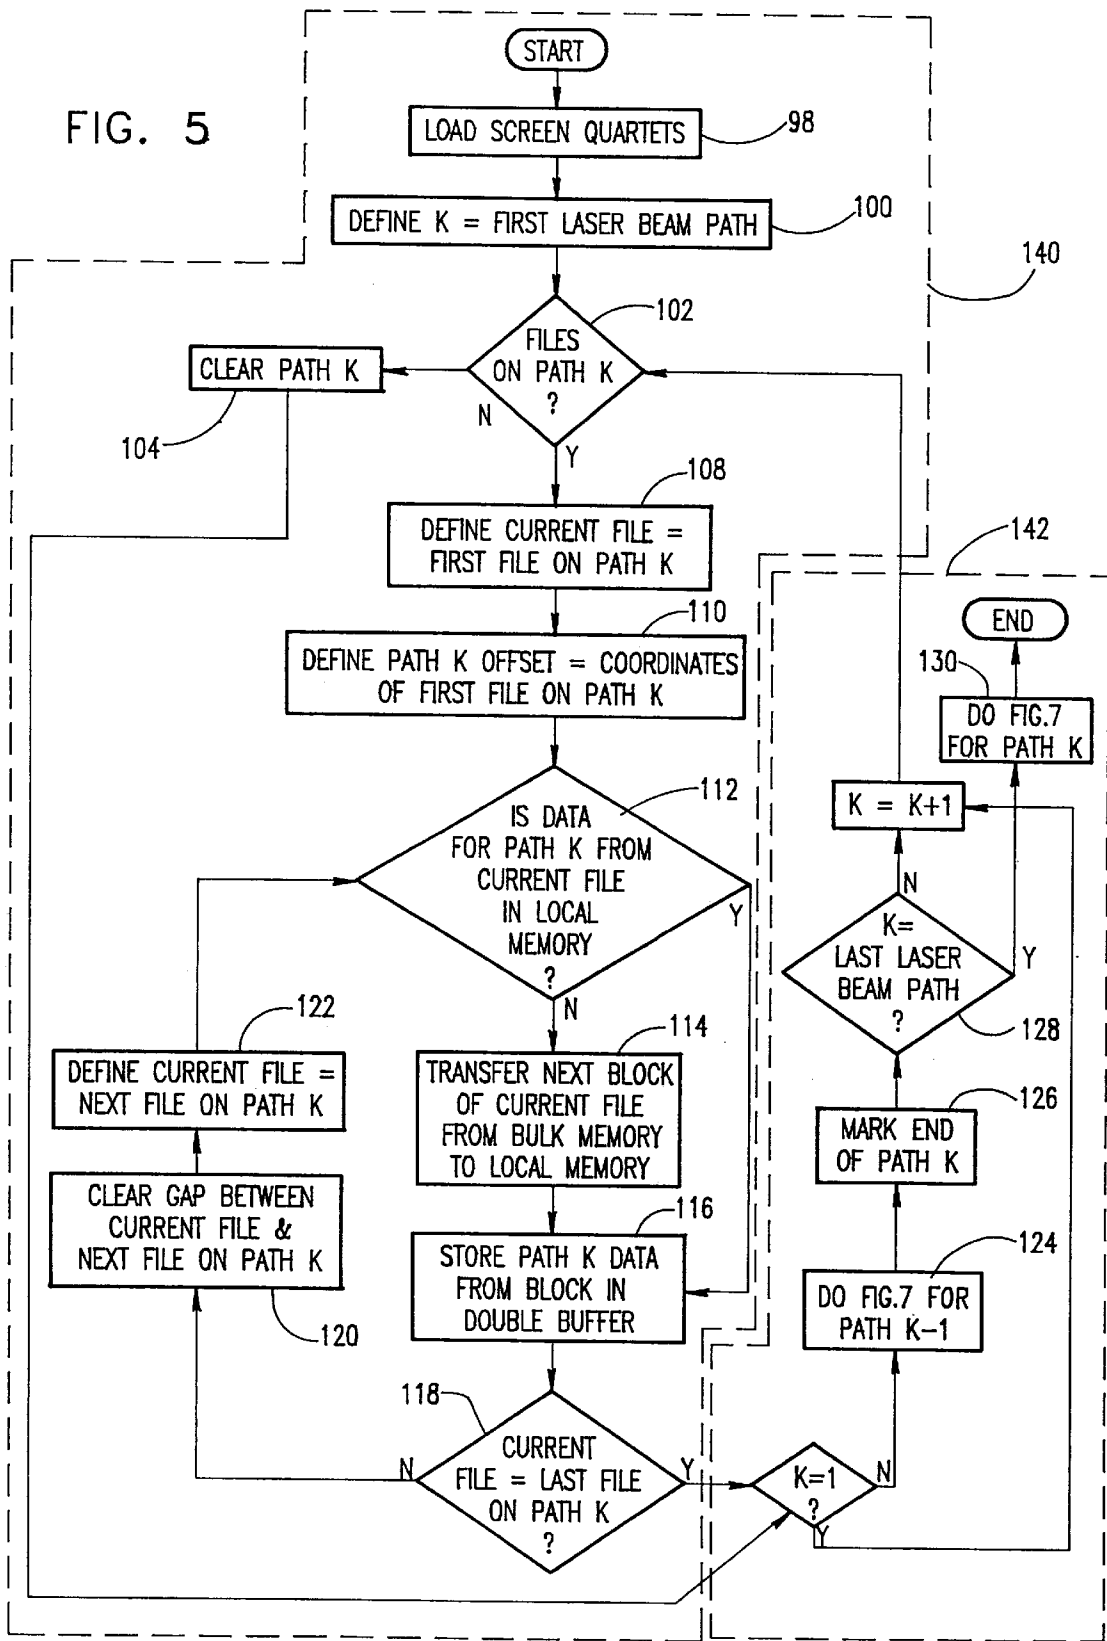 FIG. 5
START
LOAD SCREEN QUARTETS
98
DEFINE K = FIRST LASER BEAM PATH
100
140
102
FILES
ON PATH K
?
N
Y
CLEAR PATH K
104
108
DEFINE CURRENT FILE =
FIRST FILE ON PATH K
110
DEFINE PATH K OFFSET = COORDINATES
OF FIRST FILE ON PATH K
112
IS DATA
FOR PATH K FROM
CURRENT FILE
IN LOCAL
MEMORY
?
Y
N
114
TRANSFER NEXT BLOCK
OF CURRENT FILE
FROM BULK MEMORY
TO LOCAL MEMORY
116
STORE PATH K DATA
FROM BLOCK IN
DOUBLE BUFFER
118
CURRENT
FILE = LAST FILE
ON PATH K
?
N
Y
122
DEFINE CURRENT FILE =
NEXT FILE ON PATH K
CLEAR GAP BETWEEN
CURRENT FILE &
NEXT FILE ON PATH K
120
142
END
130
DO FIG.7
FOR PATH K
K = K+1
N
K=
LAST LASER
BEAM PATH
?
Y
128
126
MARK END
OF PATH K
124
DO FIG.7 FOR
PATH K-1
K=1
?
N
Y